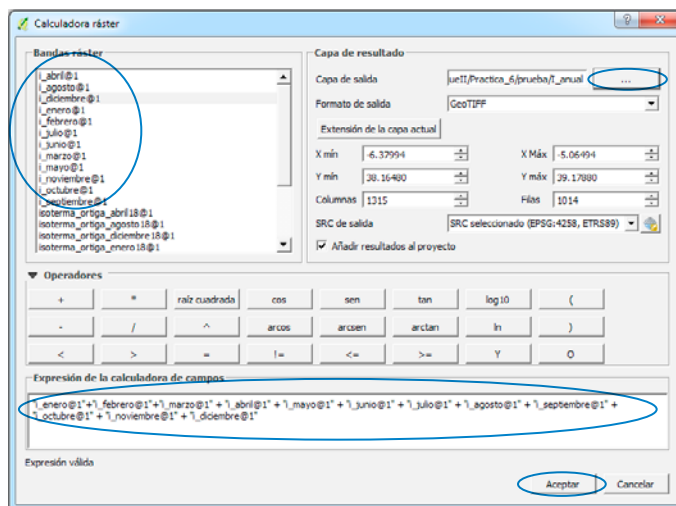 Calculadora ráster
Bandas ráster
i_abril@1
i_agosto@1
i_diciembre@1
i_enero@1
i_febrero@1
i_julio@1
i_junio@1
i_marzo@1
i_mayo@1
i_noviembre@1
i_octubre@1
i_septiembre@1
isoterma_ortiga_abril18@1
isoterma_ortiga_agosto18@1
isoterma_ortiga_diciembre18@1
isoterma_ortiga_enero18@1
Capa de resultado
Capa de salida ueII/Practica_6/prueba/I_anual ...
Formato de salida GeoTIFF
Extensión de la capa actual
X mín -6.37994 X Máx -5.06494
Y mín 38.16480 Y máx 39.17880
Columnas 1315 Filas 1014
SRC de salida SRC seleccionado (EPSG:4258, ETRS89)
Añadir resultados al proyecto
Operadores
+ * raíz cuadrada cos sen tan log10 (
- / ^ arcos arcsen arctan ln )
< > = != <= >= Y O
Expresión de la calculadora de campos
"i_enero@1"+"i_febrero@1"+"i_marzo@1" + "i_abril@1" + "i_mayo@1" + "i_junio@1" + "i_julio@1" + "i_agosto@1" + "i_septiembre@1" +
"i_octubre@1" + "i_noviembre@1" + "i_diciembre@1"
Expresión válida
Aceptar Cancelar